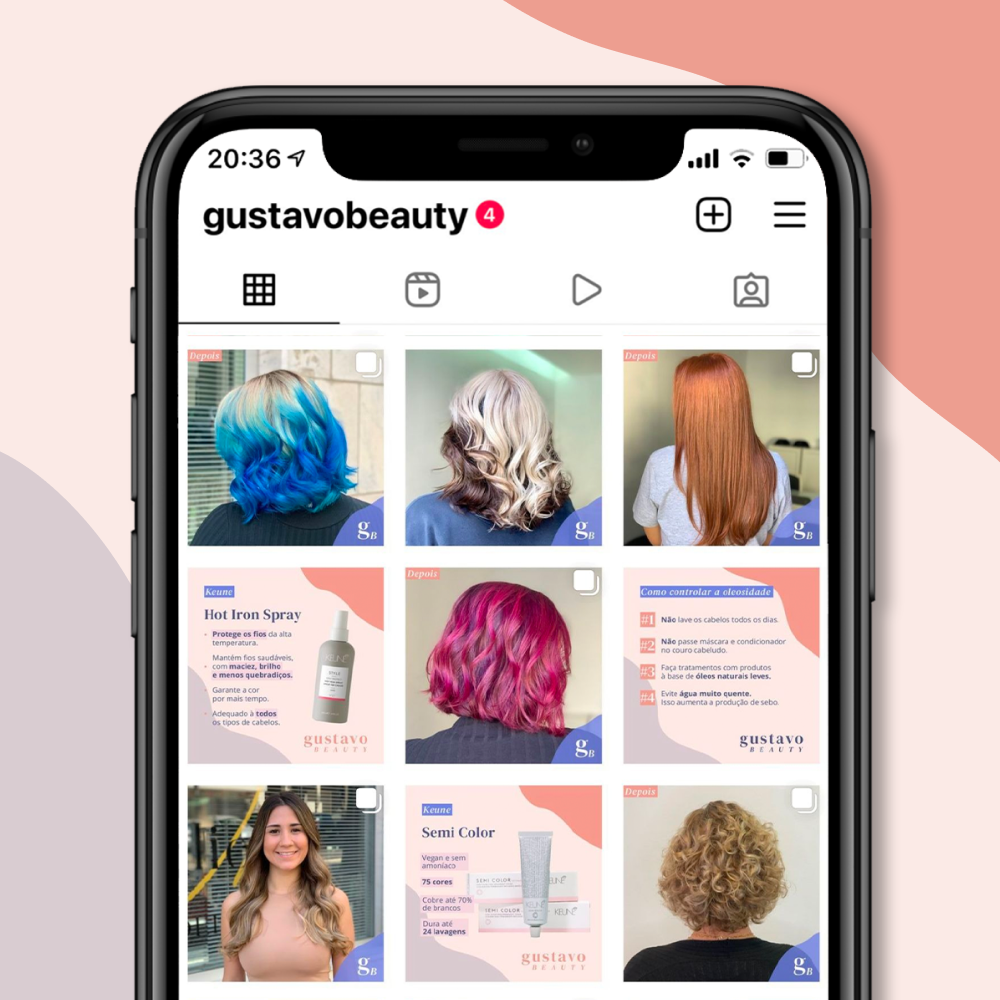 20:36
gustavobeauty 4
Depois
Depois
gB
gB
gB
Keune
Hot Iron Spray
• Protege os fios da alta
temperatura.
Mantém fios saudáveis,
• com maciez, brilho
e menos quebradiços.
• Garante a cor
por mais tempo.
• Adequado à todos
os tipos de cabelos.
KEUNE
STYLE
gustavo
BEAUTY
Depois
gB
Como controlar a oleosidade
#1 Não lave os cabelos todos os dias.
#2 Não passe máscara e condicionador
no couro cabeludo.
#3 Faça tratamentos com produtos
à base de óleos naturais leves.
#4 Evite água muito quente.
Isso aumenta a produção de sebo.
gustavo
BEAUTY
gB
Keune
Semi Color
Vegan e sem
amoníaco
75 cores
Cobre até 70%
de brancos
Dura até
24 lavagens
SEMI COLOR
KEUNE
SEMI COLOR
KEUNE
gustavo
BEAUTY
Depois
gB